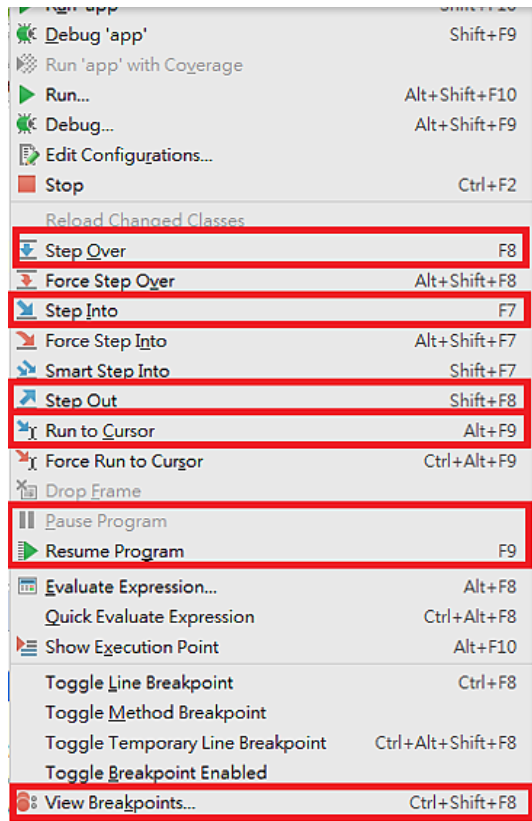 Run 'app' Shift+F10
Debug 'app' Shift+F9
Run 'app' with Coverage
Run... Alt+Shift+F10
Debug... Alt+Shift+F9
Edit Configurations...
Stop Ctrl+F2
Reload Changed Classes
Step Over F8
Force Step Over Alt+Shift+F8
Step Into F7
Force Step Into Alt+Shift+F7
Smart Step Into Shift+F7
Step Out Shift+F8
Run to Cursor Alt+F9
Force Run to Cursor Ctrl+Alt+F9
Drop Frame
Pause Program
Resume Program F9
Evaluate Expression... Alt+F8
Quick Evaluate Expression Ctrl+Alt+F8
Show Execution Point Alt+F10
Toggle Line Breakpoint Ctrl+F8
Toggle Method Breakpoint
Toggle Temporary Line Breakpoint Ctrl+Alt+Shift+F8
Toggle Breakpoint Enabled
View Breakpoints... Ctrl+Shift+F8